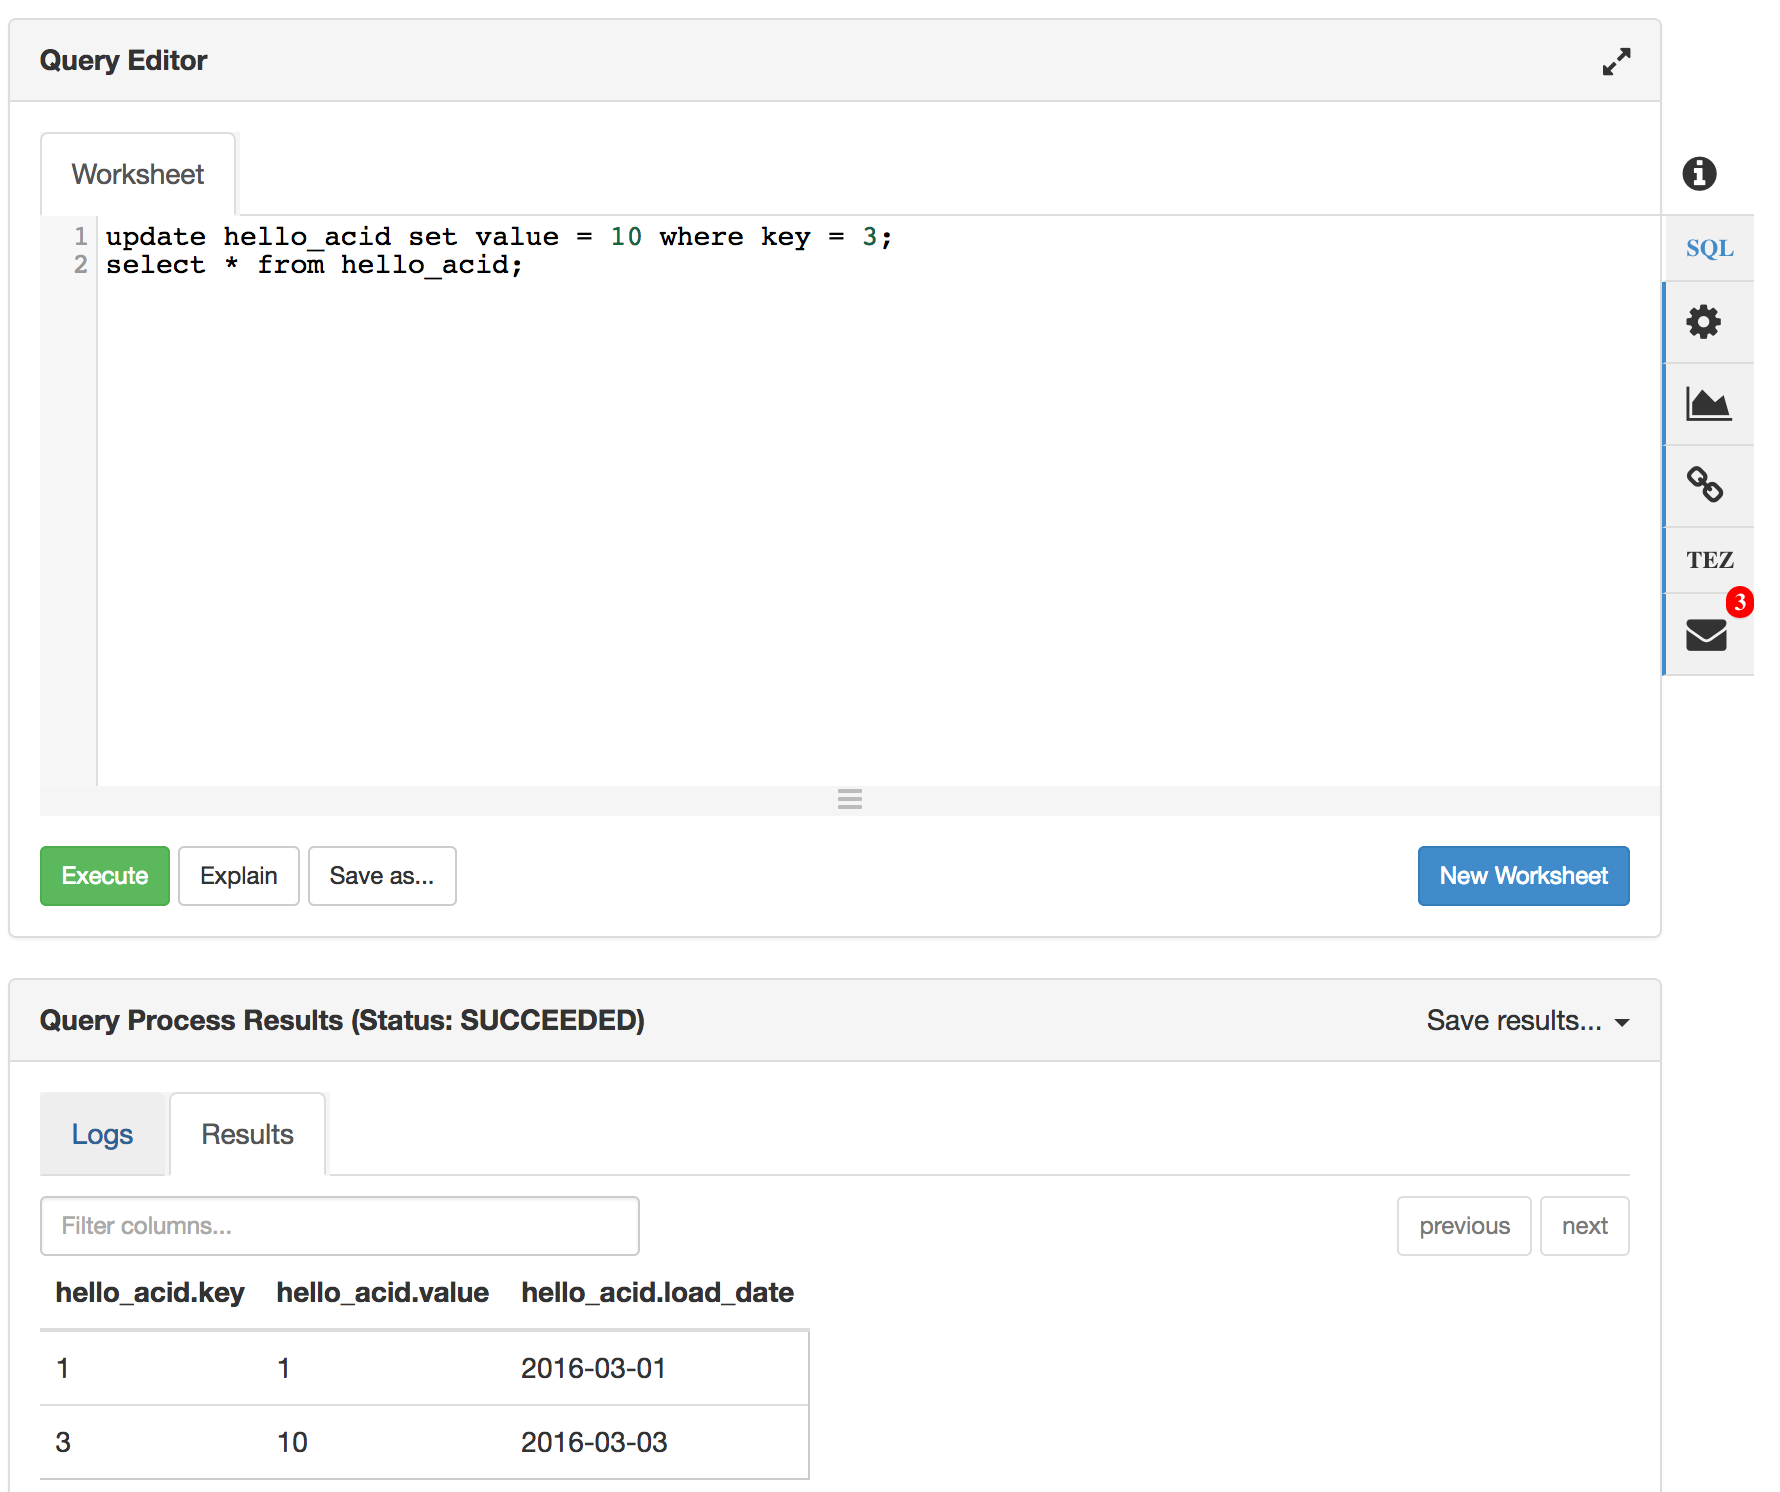 Query Editor
Worksheet
1 update hello_acid set value = 10 where key = 3;
2 select * from hello_acid;
SQL
TEZ
3
Execute
Explain
Save as...
New Worksheet
Query Process Results (Status: SUCCEEDED)
Save results...
Logs
Results
Filter columns...
previous
next
hello_acid.key hello_acid.value hello_acid.load_date
1 1 2016-03-01
3 10 2016-03-03